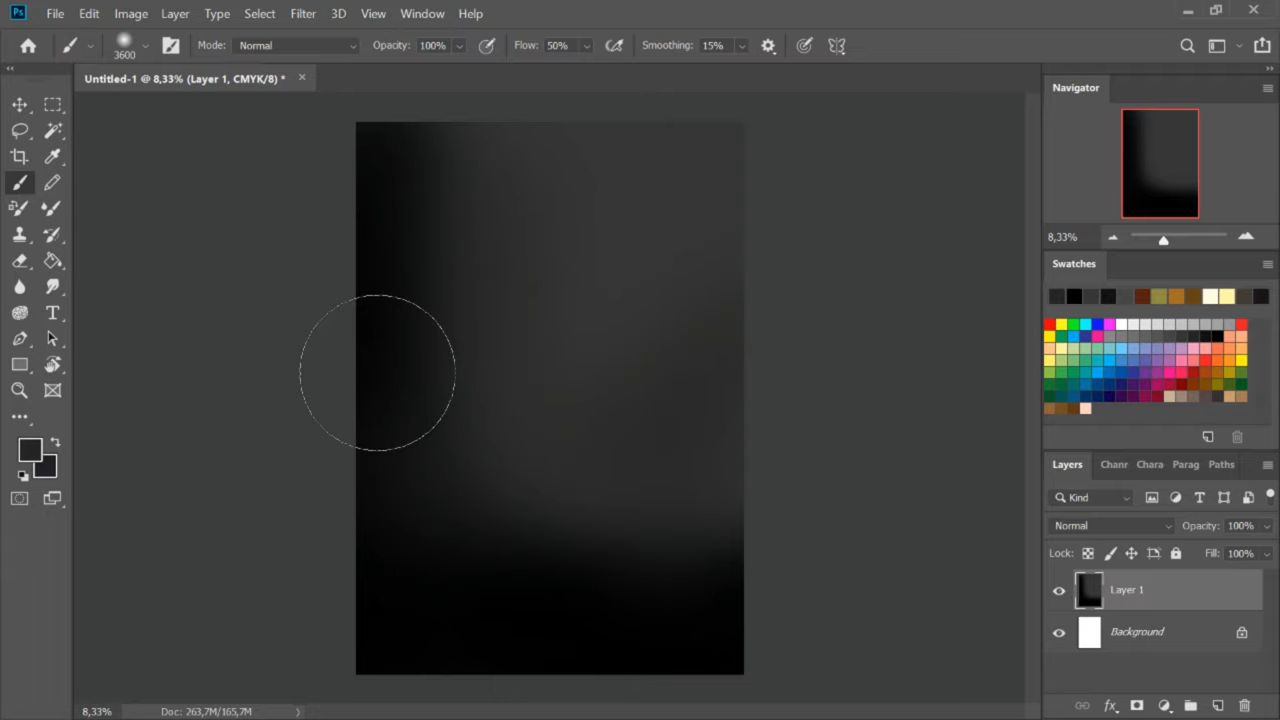 Ps File Edit Image Layer Type Select Filter 3D View Window Help
3600 Mode: Normal Opacity: 100% Flow: 50% Smoothing: 15%
Untitled-1 @ 8,33% (Layer 1, CMYK/8) *
Navigator
8,33%
Swatches
T
Layers Chanr Chara Parag Paths
Kind T
Normal Opacity: 100%
Lock: Fill: 100%
Layer 1
Background
fx
8,33% Doc: 263,7M/165,7M